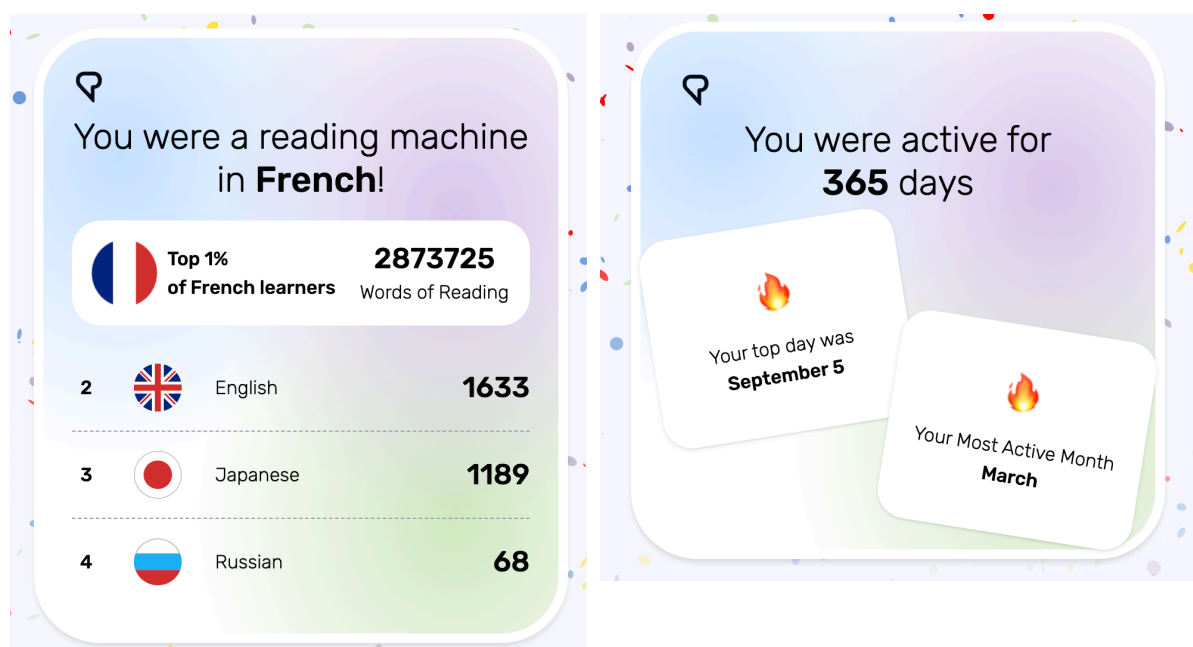 You were a reading machine
in French!
Top 1%
of French learners
2873725
Words of Reading
2 English 1633
3 Japanese 1189
4 Russian 68
You were active for
365 days
Your top day was
September 5
Your Most Active Month
March